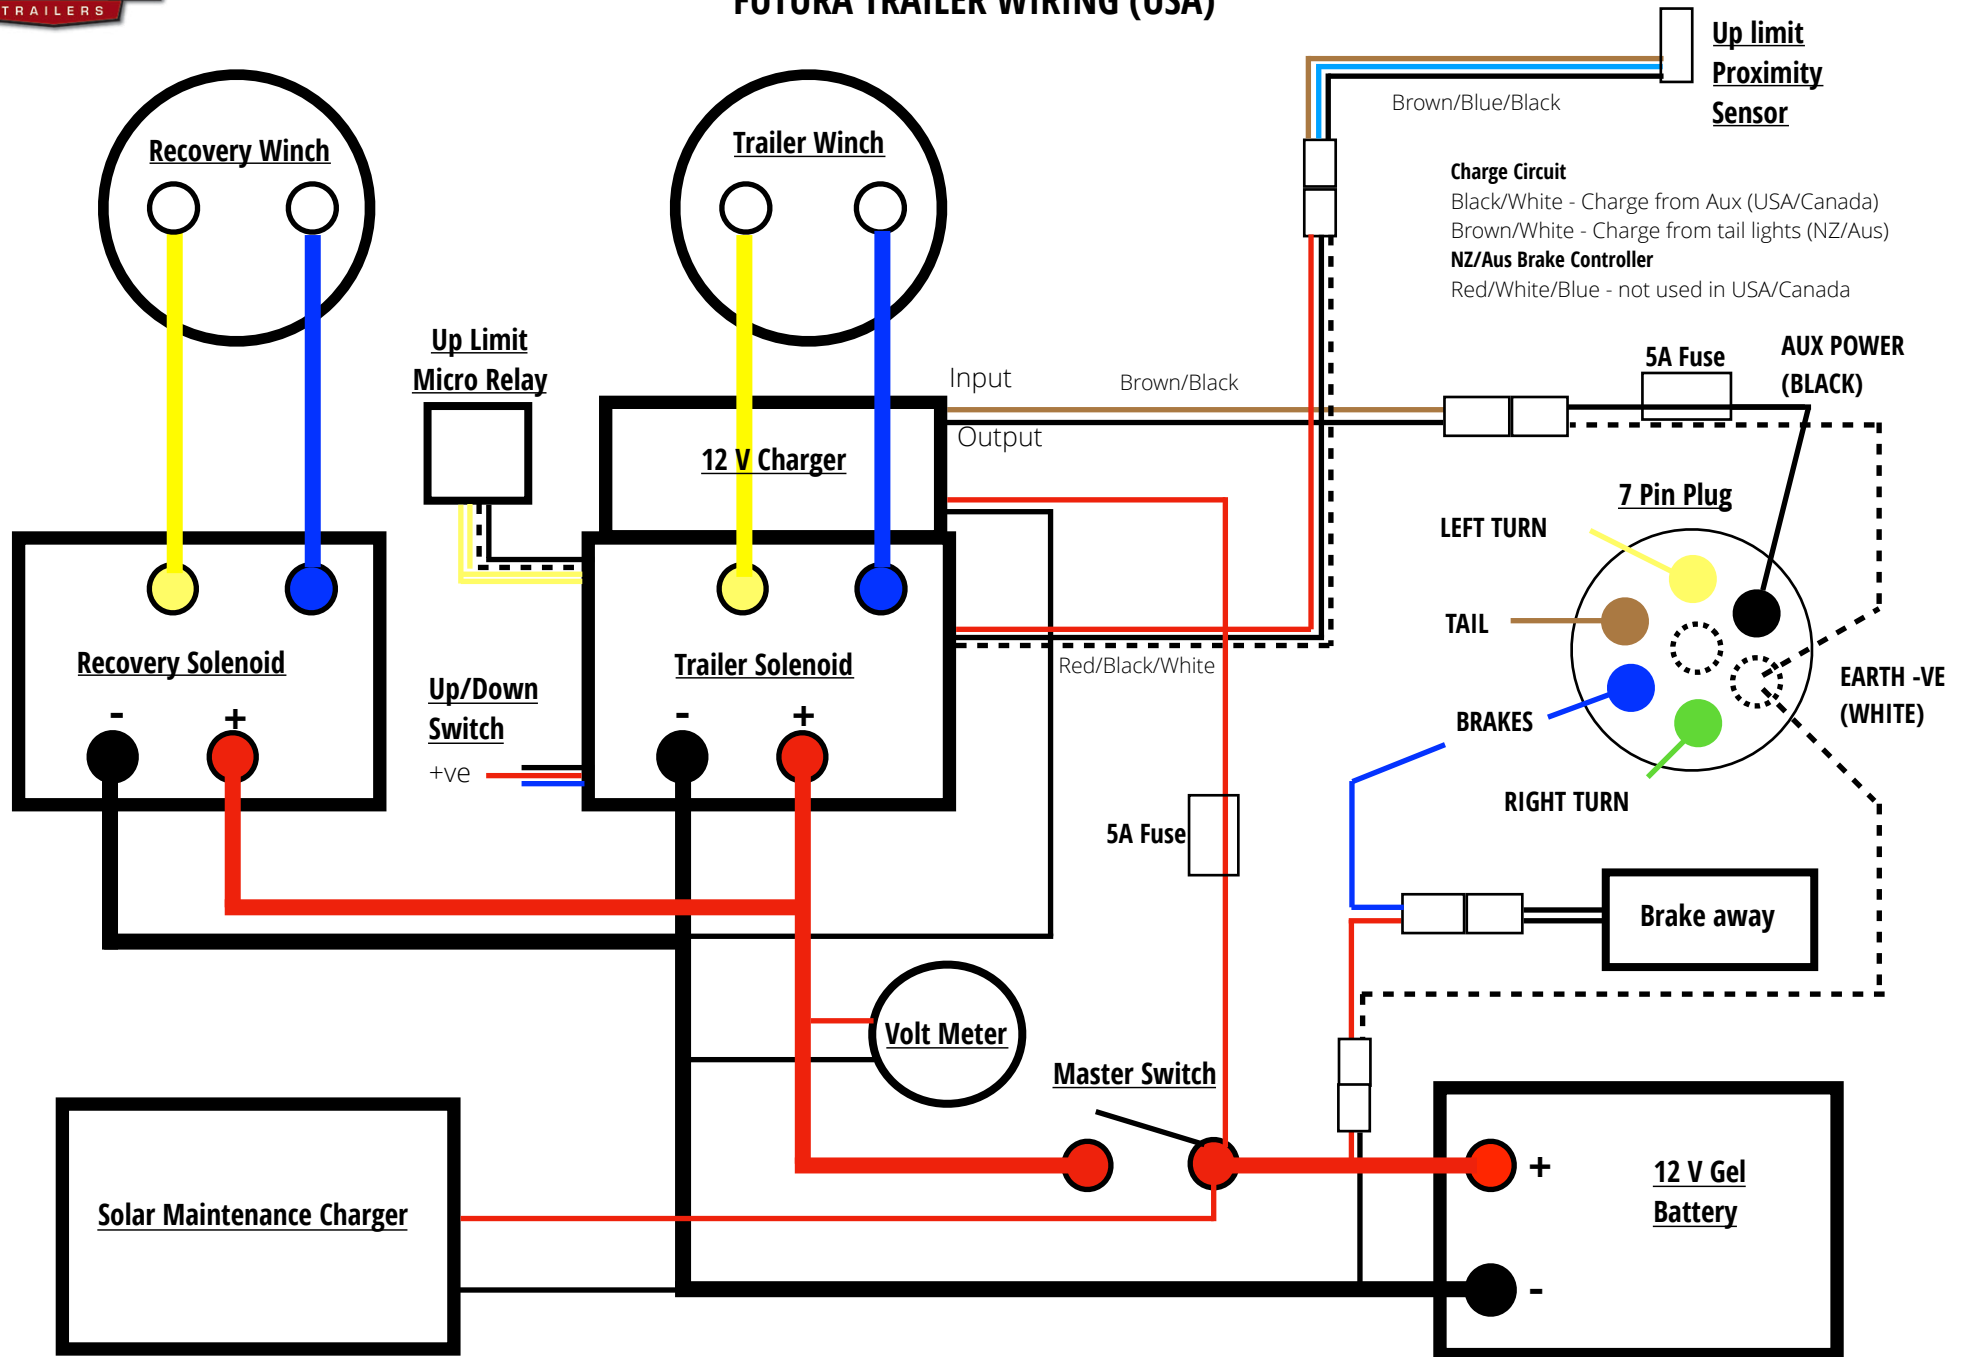 TRAILERS
FUTURA TRAILER WIRING (USA)
Up limit
Proximity
Sensor
Brown/Blue/Black
Recovery Winch
Trailer Winch
Charge Circuit
Black/White - Charge from Aux (USA/Canada)
Brown/White - Charge from tail lights (NZ/Aus)
NZ/Aus Brake Controller
Red/White/Blue - not used in USA/Canada
Up Limit
Micro Relay
Input
Brown/Black
Output
5A Fuse
AUX POWER
(BLACK)
12 V Charger
7 Pin Plug
LEFT TURN
TAIL
BRAKES
RIGHT TURN
EARTH -VE
(WHITE)
Recovery Solenoid
- +
Up/Down
Switch
+ve
Trailer Solenoid
- +
Red/Black/White
5A Fuse
Brake away
Volt Meter
Master Switch
Solar Maintenance Charger
+
12 V Gel
Battery
-